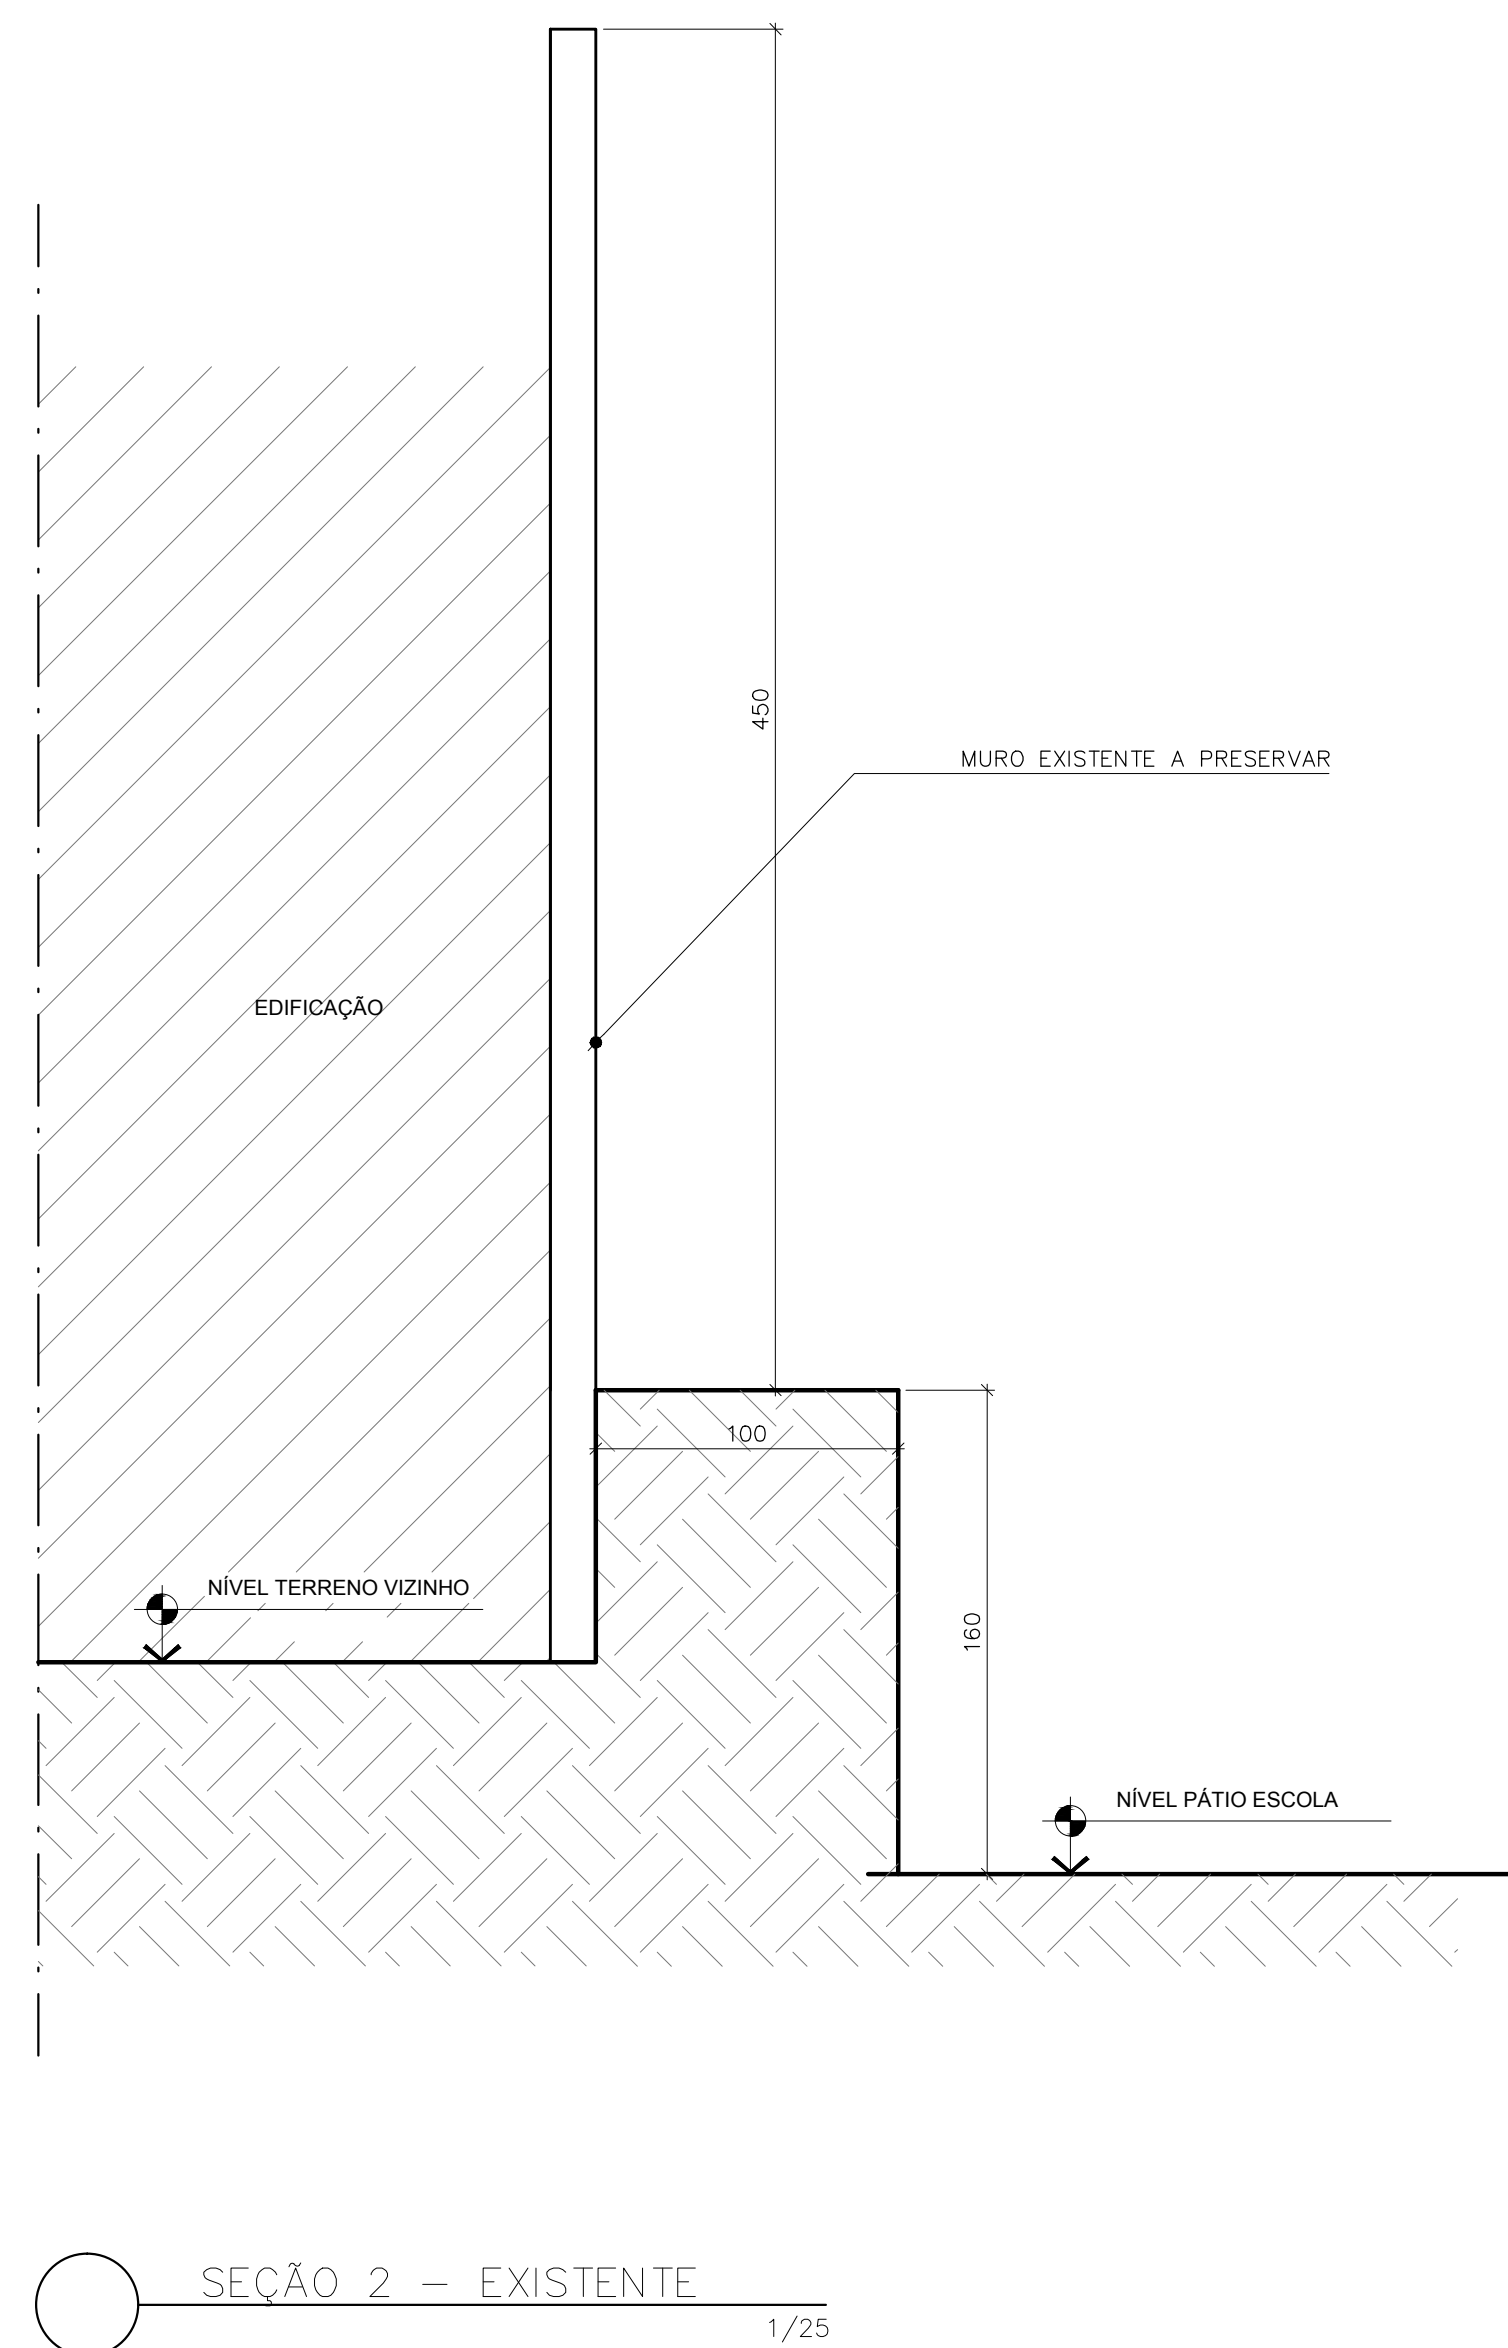 450
MURO EXISTENTE A PRESERVAR
EDIFICAÇÃO
100
NÍVEL TERRENO VIZINHO
160
NÍVEL PÁTIO ESCOLA
SEÇÃO 2 - EXISTENTE
1/25